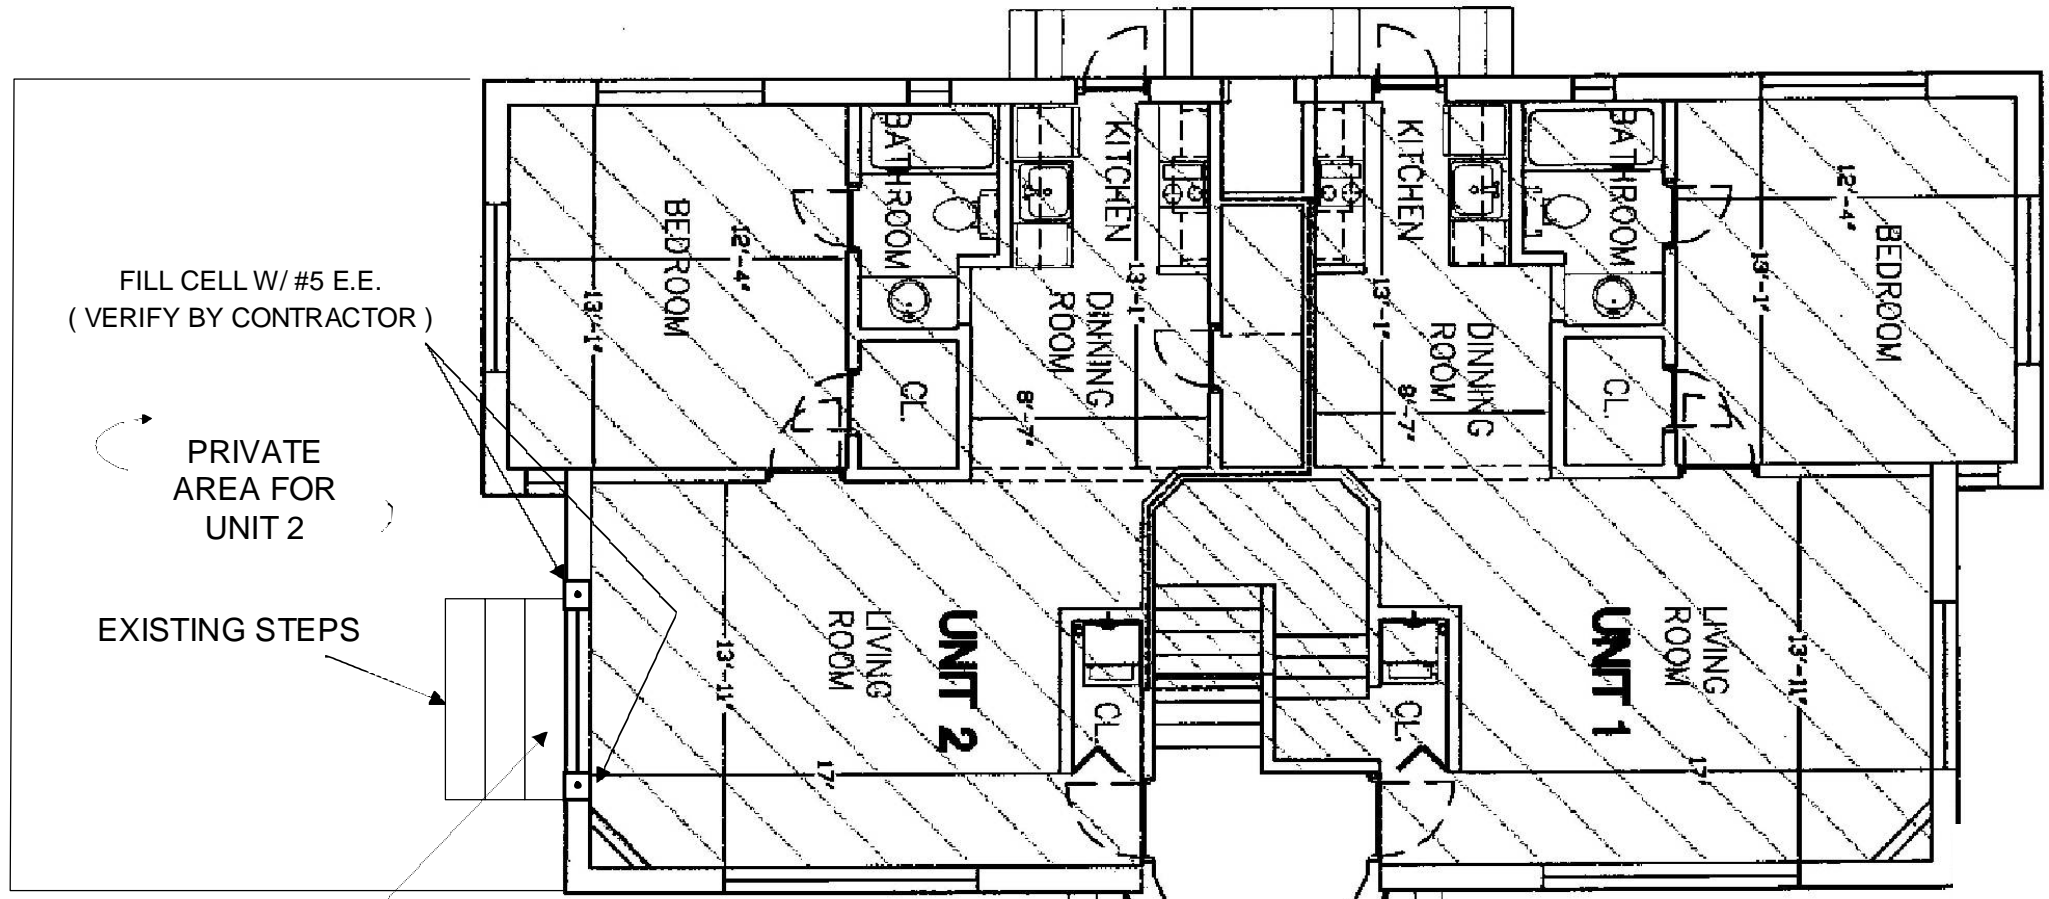 FILL CELL W/ #5 E.E.
( VERIFY BY CONTRACTOR )
PRIVATE
AREA FOR
UNIT 2
EXISTING STEPS
BEDROOM
12'-4"
13'-1"
BATHROOM
CL.
KITCHEN
13'-1"
DINNING
ROOM
8'-7"
LIVING
ROOM
13'-11"
17'
UNIT 2
CL.
KITCHEN
13'-1"
DINNING
ROOM
8'-7"
BATHROOM
CL.
12'-4"
13'-1"
BEDROOM
CL.
UNIT 1
LIVING
ROOM
13'-11"
17'